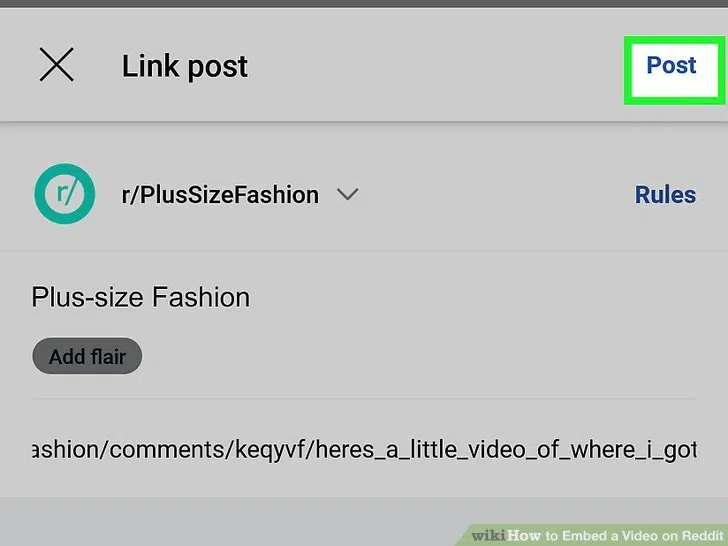 Link post
Post
r/
r/PlusSizeFashion
Rules
Plus-size Fashion
Add flair
ashion/comments/keqyvf/heres_a_little_video_of_where_i_got
wikiHow to Embed a Video on Reddit